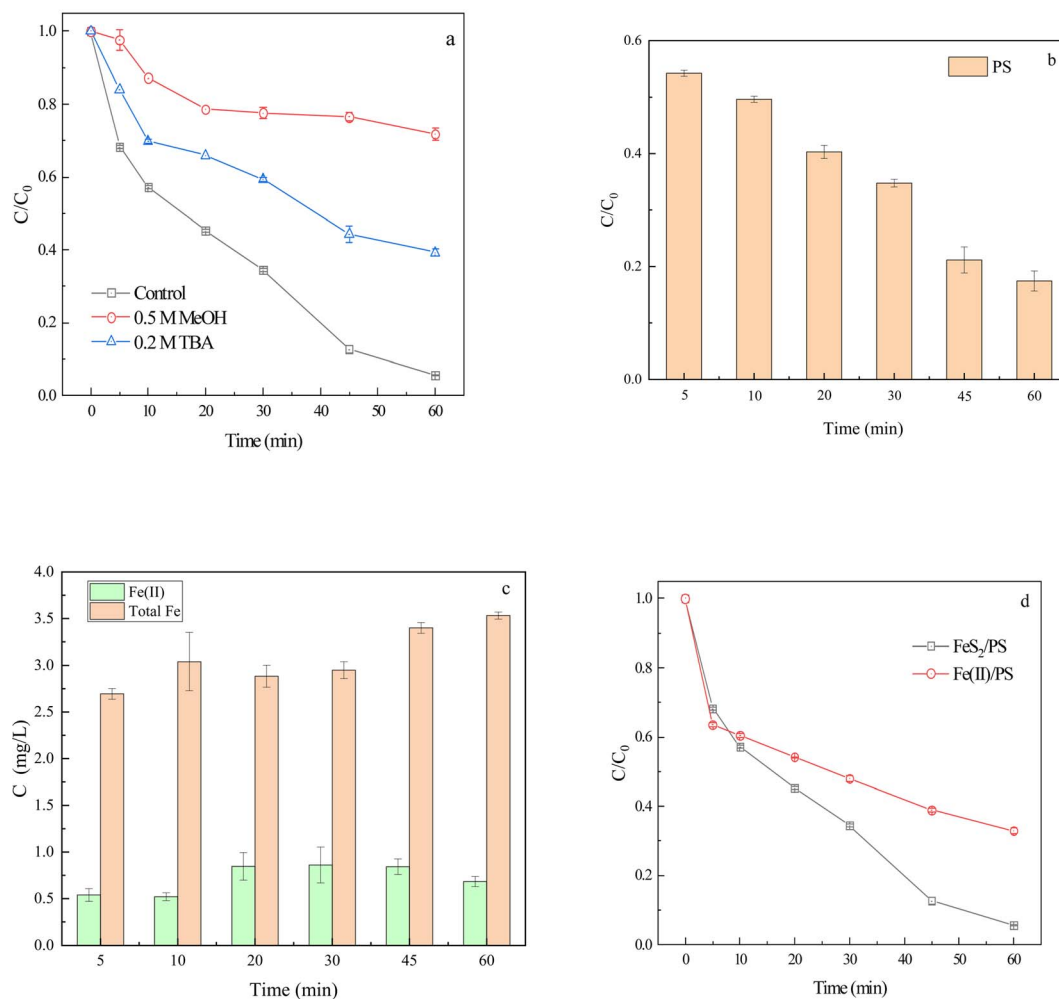 a
1.0
0.8
0.6
0.4
0.2
0.0
C/C₀
Control
0.5 M MeOH
0.2 M TBA
0 10 20 30 40 50 60
Time (min)
b
PS
0.6
0.4
0.2
0.0
C/C₀
5 10 20 30 45 60
Time (min)
c
Fe(II)
Total Fe
4.0
3.5
3.0
2.5
2.0
1.5
1.0
0.5
0.0
C (mg/L)
5 10 20 30 45 60
Time (min)
d
FeS₂/PS
Fe(II)/PS
1.0
0.8
0.6
0.4
0.2
0.0
C/C₀
0 10 20 30 40 50 60
Time (min)